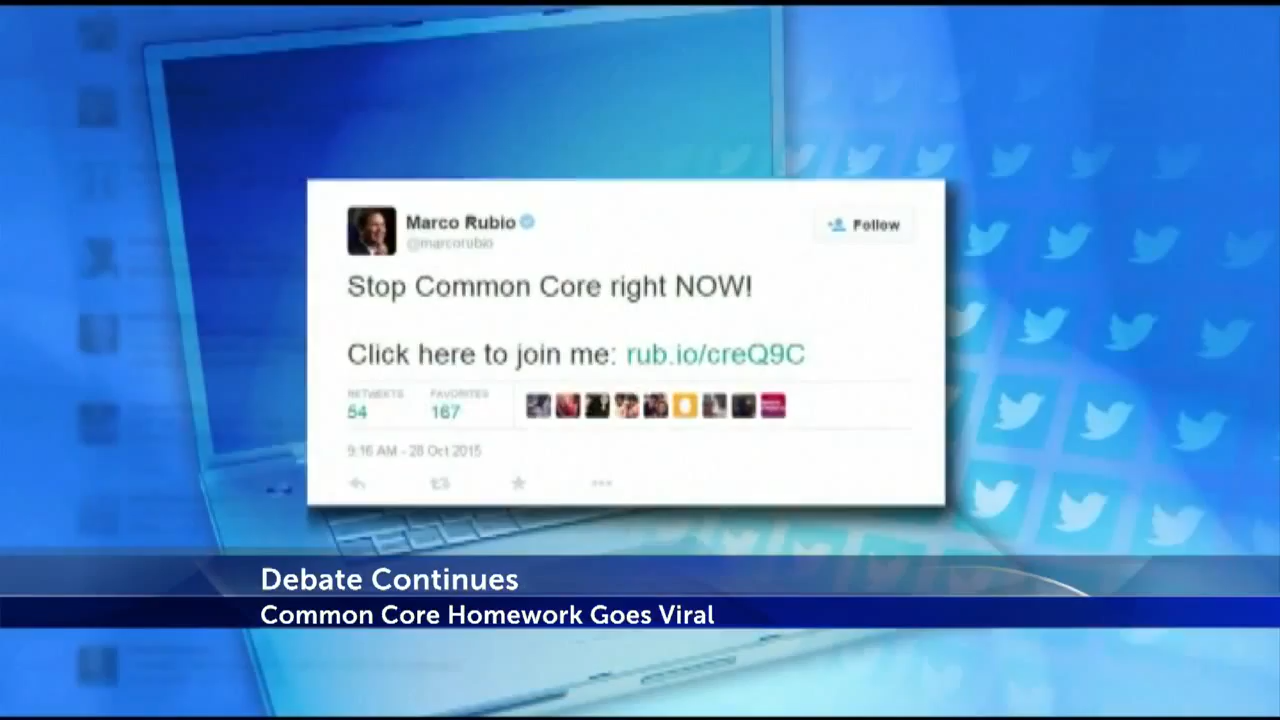 Marco Rubio
@marcorubio
Follow
Stop Common Core right NOW!
Click here to join me: rub.io/creQ9C
RETWEETS
FAVORITES
54
167
9:16 AM - 28 Oct 2015
Debate Continues
Common Core Homework Goes Viral